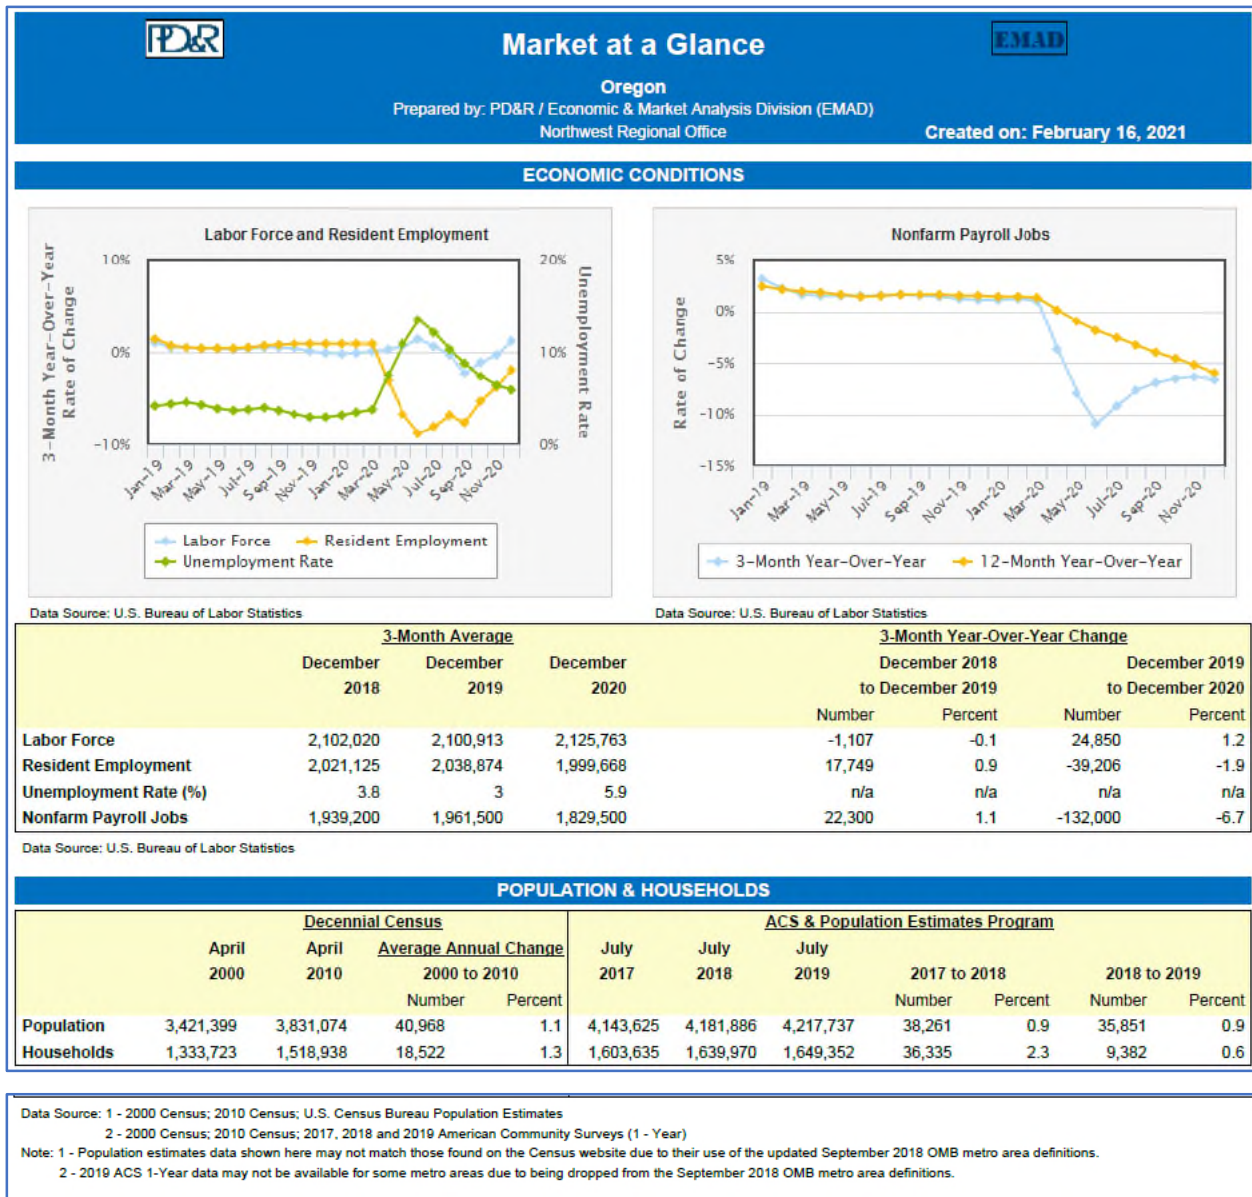 PD&R
Market at a Glance
EMAD
Oregon
Prepared by: PD&R / Economic & Market Analysis Division (EMAD)
Northwest Regional Office
Created on: February 16, 2021
ECONOMIC CONDITIONS
Labor Force and Resident Employment
3-Month Year-Over-Year
Rate of Change
10%
0%
-10%
20%
10%
0%
Unemployment Rate
Jan-19 Mar-19 May-19 Jul-19 Sep-19 Nov-19 Jan-20 Mar-20 May-20 Jul-20 Sep-20 Nov-20
Labor Force Resident Employment
Unemployment Rate
Data Source: U.S. Bureau of Labor Statistics
Nonfarm Payroll Jobs
Rate of Change
5%
0%
-5%
-10%
-15%
Jan-19 Mar-19 May-19 Jul-19 Sep-19 Nov-19 Jan-20 Mar-20 May-20 Jul-20 Sep-20 Nov-20
3-Month Year-Over-Year 12-Month Year-Over-Year
Data Source: U.S. Bureau of Labor Statistics
3-Month Average 3-Month Year-Over-Year Change
December December December December 2018 December 2019
2018 2019 2020 to December 2019 to December 2020
Number Percent Number Percent
Labor Force 2,102,020 2,100,913 2,125,763 -1,107 -0.1 24,850 1.2
Resident Employment 2,021,125 2,038,874 1,999,668 17,749 0.9 -39,206 -1.9
Unemployment Rate (%) 3.8 3 5.9 n/a n/a n/a n/a
Nonfarm Payroll Jobs 1,939,200 1,961,500 1,829,500 22,300 1.1 -132,000 -6.7
Data Source: U.S. Bureau of Labor Statistics
POPULATION & HOUSEHOLDS
Decennial Census ACS & Population Estimates Program
April April Average Annual Change July July July
2000 2010 2000 to 2010 2017 2018 2019 2017 to 2018 2018 to 2019
Number Percent Number Percent Number Percent
Population 3,421,399 3,831,074 40,968 1.1 4,143,625 4,181,886 4,217,737 38,261 0.9 35,851 0.9
Households 1,333,723 1,518,938 18,522 1.3 1,603,635 1,639,970 1,649,352 36,335 2.3 9,382 0.6
Data Source: 1 - 2000 Census; 2010 Census; U.S. Census Bureau Population Estimates
2 - 2000 Census; 2010 Census; 2017, 2018 and 2019 American Community Surveys (1 - Year)
Note: 1 - Population estimates data shown here may not match those found on the Census website due to their use of the updated September 2018 OMB metro area definitions.
2 - 2019 ACS 1-Year data may not be available for some metro areas due to being dropped from the September 2018 OMB metro area definitions.